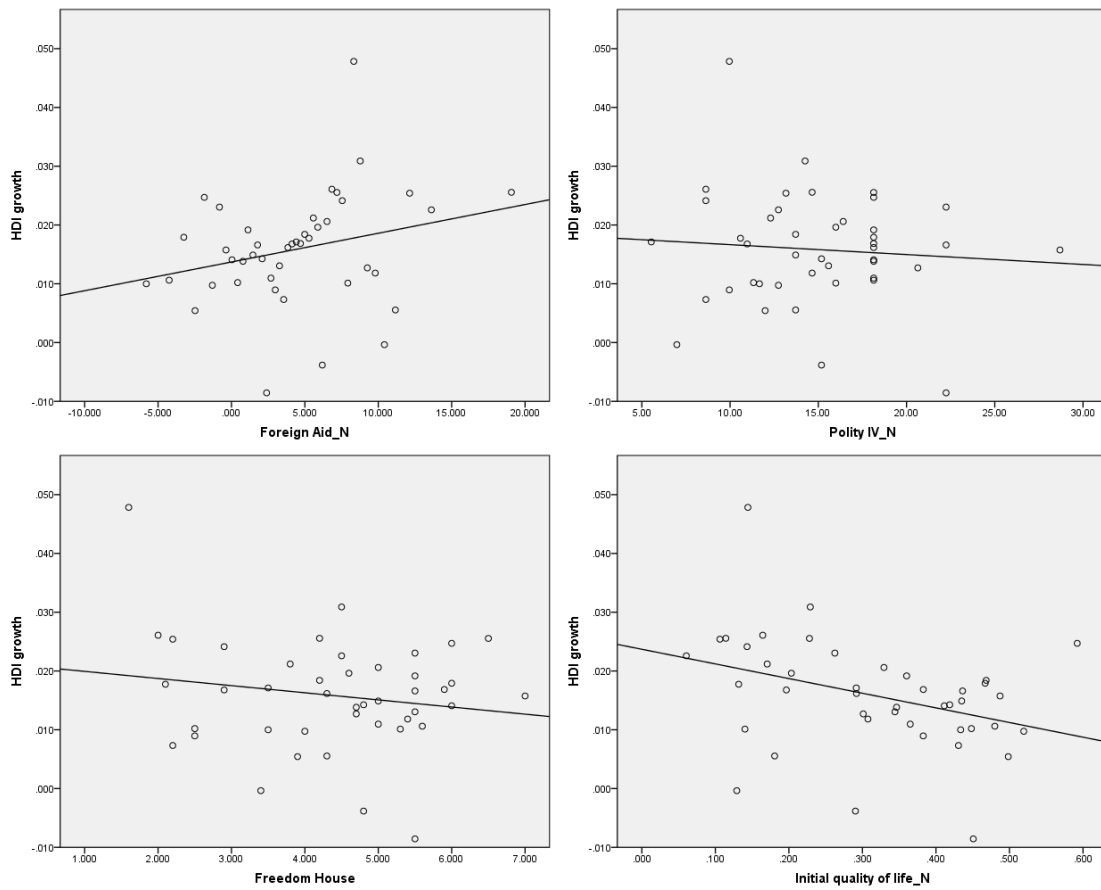 .050
.040
.030
.020
.010
.000
-.010
HDI growth
-10.000 -5.000 .000 5.000 10.000 15.000 20.000
Foreign Aid_N
.050
.040
.030
.020
.010
.000
-.010
HDI growth
5.00 10.00 15.00 20.00 25.00 30.00
Polity IV_N
.050
.040
.030
.020
.010
.000
-.010
HDI growth
1.000 2.000 3.000 4.000 5.000 6.000 7.000
Freedom House
.050
.040
.030
.020
.010
.000
-.010
HDI growth
.000 .100 .200 .300 .400 .500 .600
Initial quality of life_N